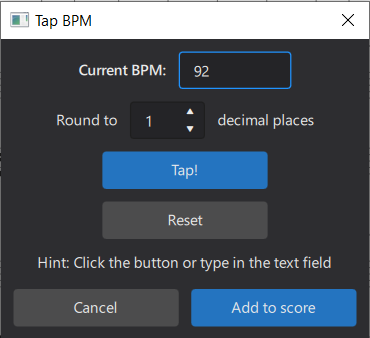 Tap BPM
Current BPM: 92
Round to 1 decimal places
Tap!
Reset
Hint: Click the button or type in the text field
Cancel Add to score